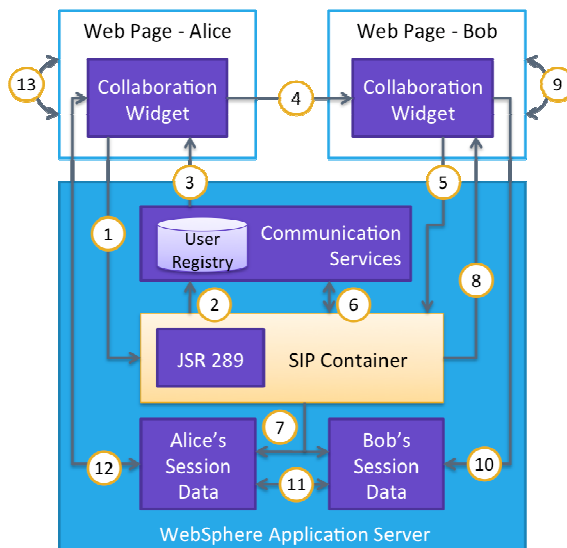 Web Page - Alice
Web Page - Bob
13
Collaboration
Widget
4
Collaboration
Widget
9
3
5
1
User
Registry
Communication
Services
2
6
8
JSR 289
SIP Container
7
12
Alice's
Session
Data
11
Bob's
Session
Data
10
WebSphere Application Server